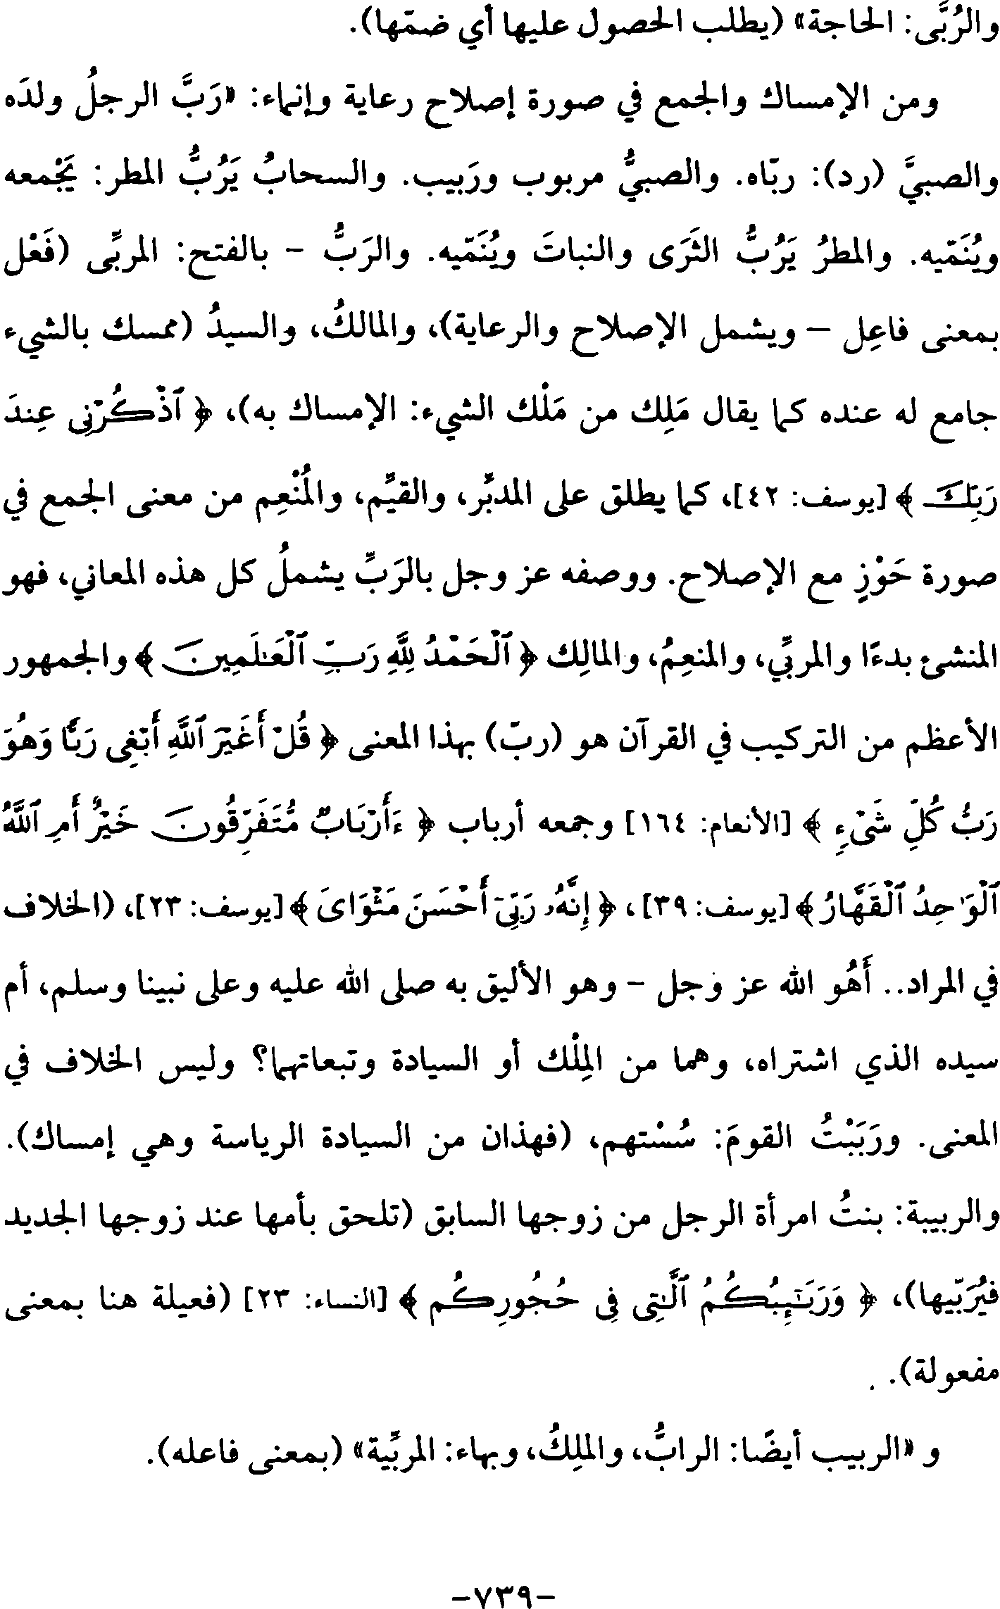 والرُبَّى: الحاجة» (يطلب الحصول عليها أي ضمّها).
ومن الإمساك والجمع في صورة إصلاح رعاية وإنماء: «رَبَّ الرجلُ ولدَه
والصبيَّ (رد): ربّاه. والصبيُّ مربوب ورَبيب. والسحابُ يَرُبُّ المطر: يَجْمعه
ويُنَمّيه. والمطرُ يَرُبُّ الثَرَى والنباتَ ويُنَمّيه. والرَبُّ - بالفتح: المربِّى (فَعْل
بمعنى فاعِل – ويشمل الإصلاح والرعاية)، والمالكُ، والسيدُ (ممسك بالشيء
جامع له عنده كما يقال مَلِك من مَلْك الشيء: الإمساك به)، ﴿ ٱذْكُرْنِى عِندَ
رَبِّكَ ﴾ [يوسف: ٤٢]، كما يطلق على المدبِّر، والقيِّم، والمُنْعِم من معنى الجمع في
صورة حَوْزٍ مع الإصلاح. ووصفه عز وجل بالرَبِّ يشملُ كل هذه المعاني، فهو
المنشئ بدءًا والمربِّي، والمنعِمُ، والمالِك ﴿ ٱلْحَمْدُ لِلَّهِ رَبِّ ٱلْعَـٰلَمِينَ ﴾ والجمهور
الأعظم من التركيب في القرآن هو (ربّ) بهذا المعنى ﴿ قُلْ أَغَيْرَ ٱللَّهِ أَبْغِى رَبًّا وَهُوَ
رَبُّ كُلِّ شَىْءٍ ﴾ [الأنعام: ١٦٤] وجمعه أرباب ﴿ ءَأَرْبَابٌ مُّتَفَرِّقُونَ خَيْرٌ أَمِ ٱللَّهُ
ٱلْوَٰحِدُ ٱلْقَهَّارُ ﴾ [يوسف: ٣٩]، ﴿ إِنَّهُۥ رَبِّىٓ أَحْسَنَ مَثْوَاىَ ﴾ [يوسف: ٢٣]، (الخلاف
في المراد.. أَهُو الله عز وجل - وهو الأليق به صلى الله عليه وعلى نبينا وسلم، أم
سيده الذي اشتراه، وهما من المِلْك أو السيادة وتبعاتهما؟ وليس الخلاف في
المعنى. ورَبَبْتُ القومَ: سُسْتهم، (فهذان من السيادة الرياسة وهي إمساك).
والربيبة: بنتُ امرأة الرجل من زوجها السابق (تلحق بأمها عند زوجها الجديد
فيُرَبّيها)، ﴿ وَرَبَـٰٓئِبُكُمُ ٱلَّـٰتِى فِى حُجُورِكُم ﴾ [النساء: ٢٣] (فعيلة هنا بمعنى
مفعولة).
و «الربيب أيضًا: الرابُّ، والملِكُ، وبهاء: المربِّية» (بمعنى فاعله).
-٧٣٩-